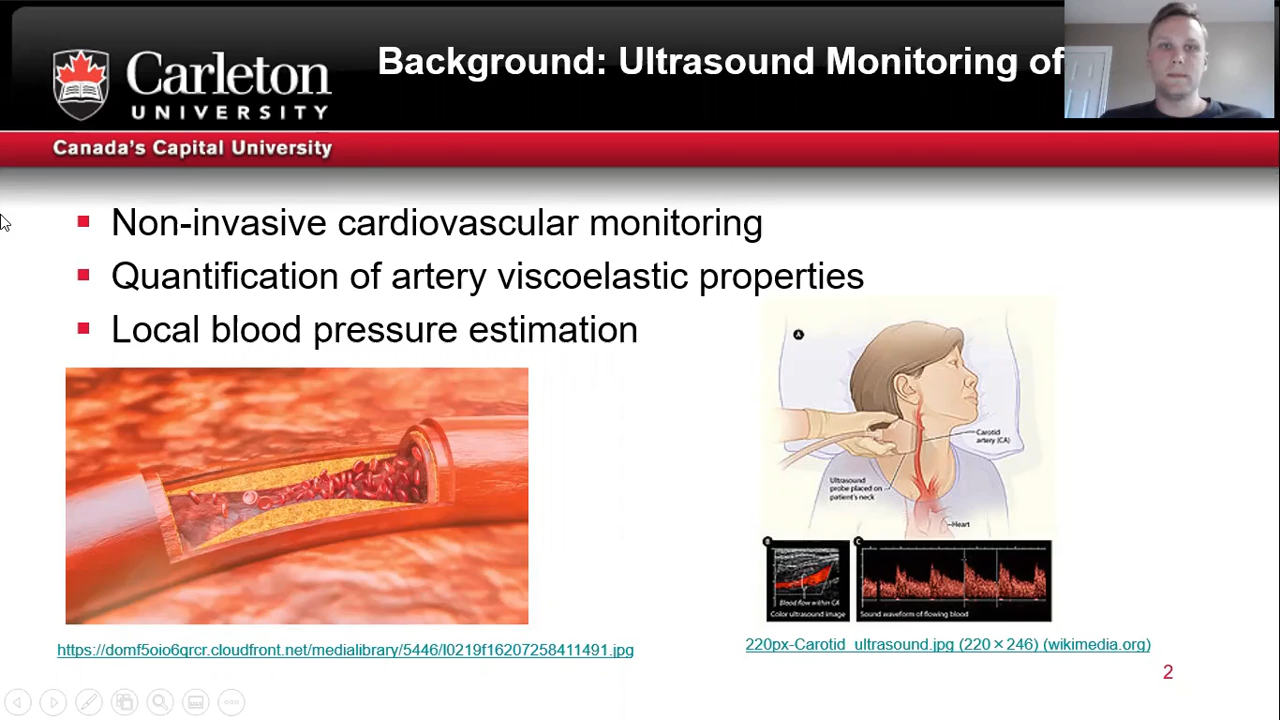 Carleton
UNIVERSITY
Canada's Capital University
Background: Ultrasound Monitoring of
Non-invasive cardiovascular monitoring
Quantification of artery viscoelastic properties
Local blood pressure estimation
A
Carotid
artery (CA)
Ultrasound
probe placed on
patient's neck
Heart
B
Blood flow within CA
Color ultrasound image
C
Sound waveform of flowing blood
https://domf5oio6qrcr.cloudfront.net/medialibrary/5446/l0219f16207258411491.jpg
220px-Carotid_ultrasound.jpg (220×246) (wikimedia.org)
2